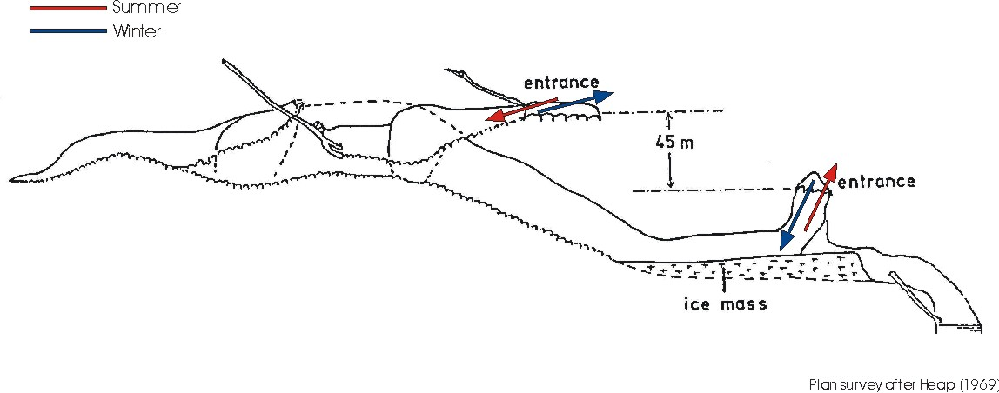 Summer
Winter
entrance
45 m
entrance
ice mass
Plan survey after Heap (1969)